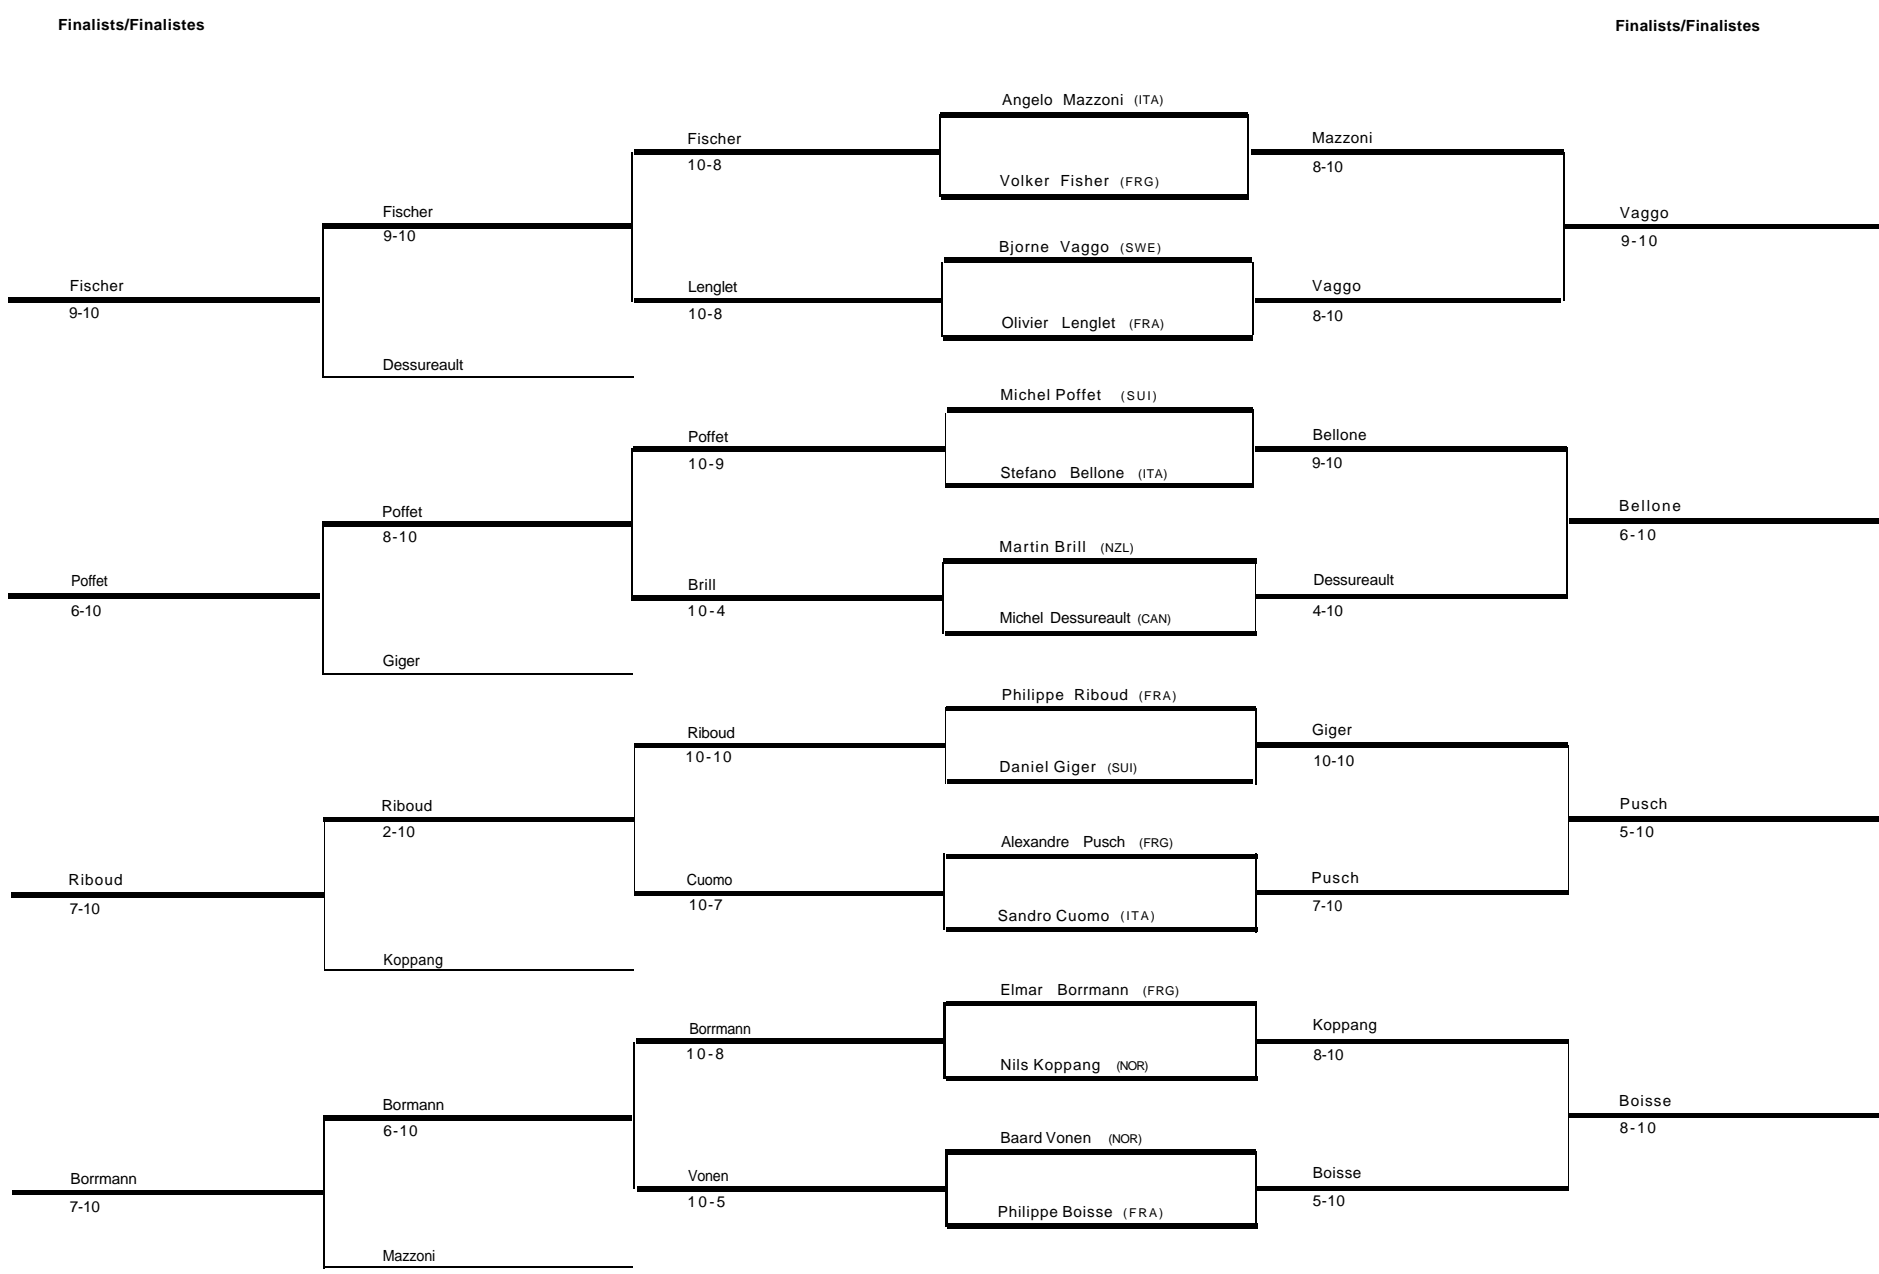 Finalists/Finalistes
Finalists/Finalistes
Angelo Mazzoni (ITA)
Fischer
Mazzoni
10-8
8-10
Volker Fisher (FRG)
Fischer
Vaggo
9-10
9-10
Bjorne Vaggo (SWE)
Fischer
Lenglet
Vaggo
9-10
10-8
8-10
Olivier Lenglet (FRA)
Dessureault
Michel Poffet (SUI)
Poffet
Bellone
10-9
9-10
Stefano Bellone (ITA)
Poffet
Bellone
8-10
6-10
Martin Brill (NZL)
Poffet
Brill
Dessureault
6-10
10-4
4-10
Michel Dessureault (CAN)
Giger
Philippe Riboud (FRA)
Riboud
Giger
10-10
10-10
Daniel Giger (SUI)
Riboud
Pusch
2-10
5-10
Alexandre Pusch (FRG)
Riboud
Cuomo
Pusch
7-10
10-7
7-10
Sandro Cuomo (ITA)
Koppang
Elmar Borrmann (FRG)
Borrmann
Koppang
10-8
8-10
Nils Koppang (NOR)
Bormann
Boisse
6-10
8-10
Baard Vonen (NOR)
Borrmann
Vonen
Boisse
7-10
10-5
5-10
Philippe Boisse (FRA)
Mazzoni